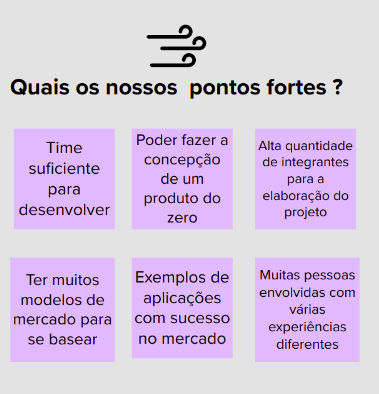 Quais os nossos pontos fortes ?
Time
suficiente
para
desenvolver
Poder fazer a
concepção
de um
produto do
zero
Alta quantidade
de integrantes
para a
elaboração do
projeto
Ter muitos
modelos de
mercado para
se basear
Exemplos de
aplicações
com sucesso
no mercado
Muitas pessoas
envolvidas com
várias
experiências
diferentes